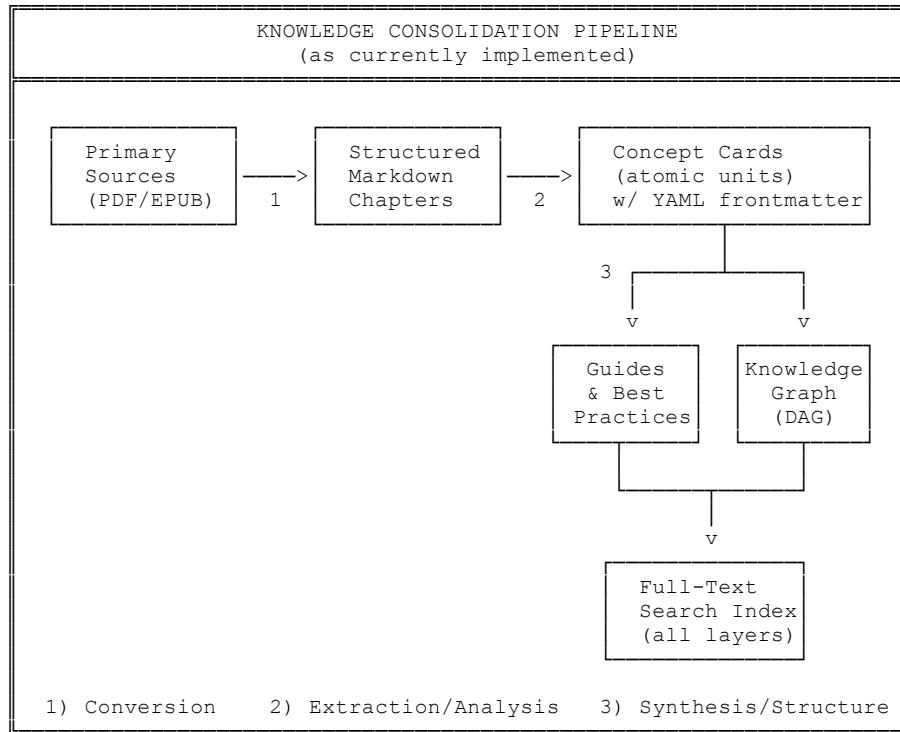 KNOWLEDGE CONSOLIDATION PIPELINE
(as currently implemented)
Primary
Sources
(PDF/EPUB)
1
Structured
Markdown
Chapters
2
Concept Cards
(atomic units)
w/ YAML frontmatter
3
Guides
& Best
Practices
Knowledge
Graph
(DAG)
Full-Text
Search Index
(all layers)
1) Conversion 2) Extraction/Analysis 3) Synthesis/Structure